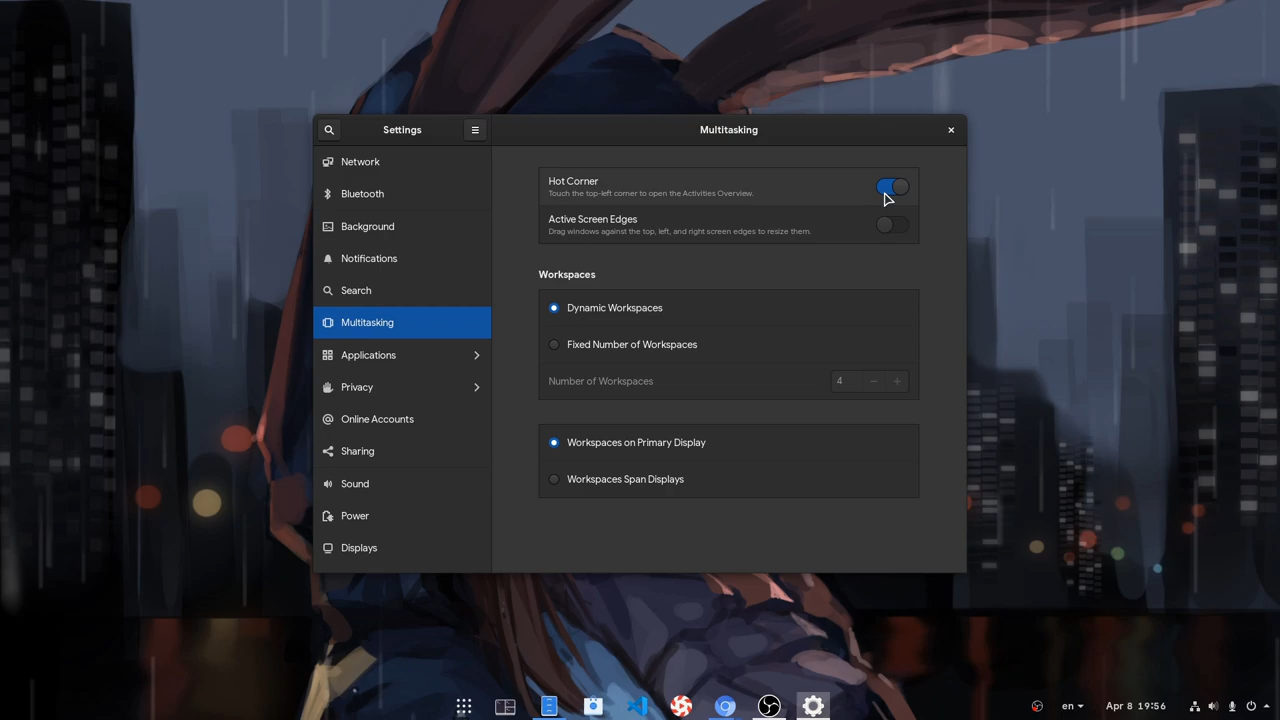 Settings
Multitasking
Network
Bluetooth
Background
Notifications
Search
Multitasking
Applications
Privacy
Online Accounts
Sharing
Sound
Power
Displays
Hot Corner
Touch the top-left corner to open the Activities Overview.
Active Screen Edges
Drag windows against the top, left, and right screen edges to resize them.
Workspaces
Dynamic Workspaces
Fixed Number of Workspaces
Number of Workspaces 4
Workspaces on Primary Display
Workspaces Span Displays
en Apr 8 19:56